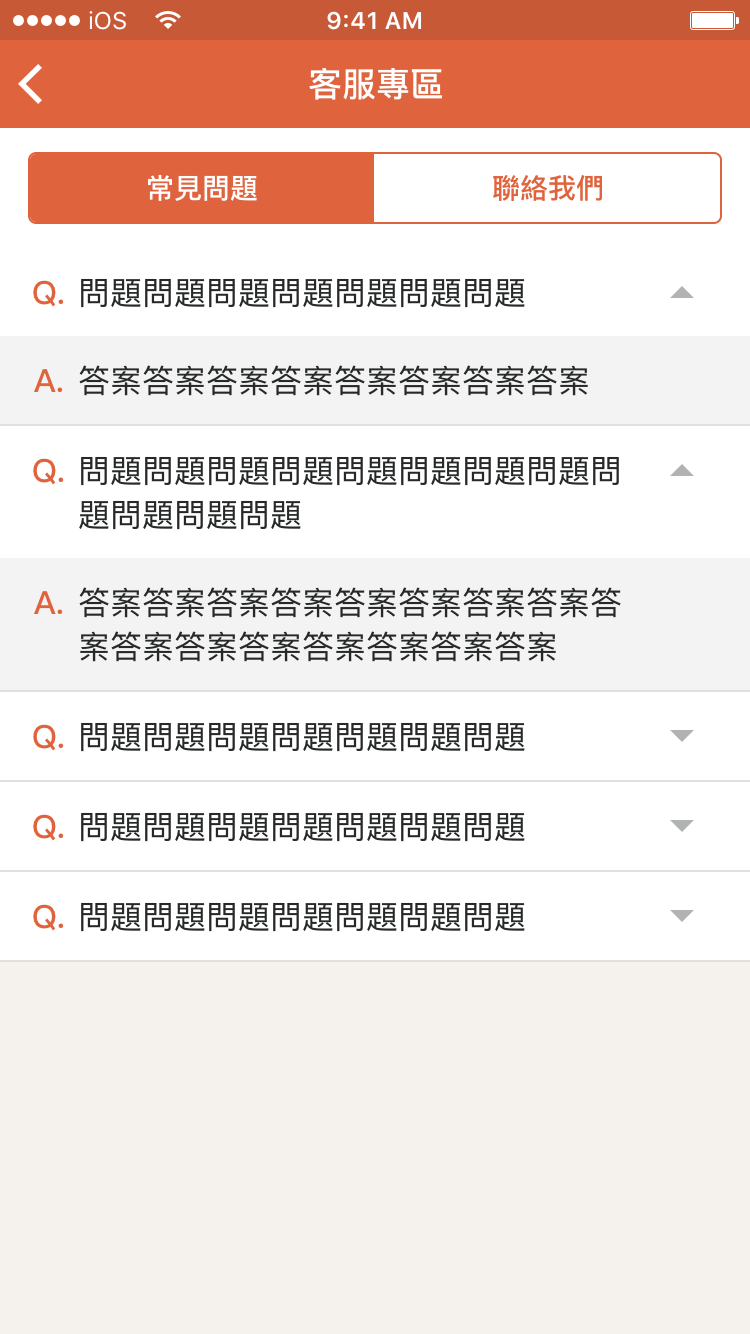 iOS 9:41 AM
客服專區
常見問題 聯絡我們
Q. 問題問題問題問題問題問題問題
A. 答案答案答案答案答案答案答案答案
Q. 問題問題問題問題問題問題問題問題問
題問題問題問題
A. 答案答案答案答案答案答案答案答案答
案答案答案答案答案答案答案答案
Q. 問題問題問題問題問題問題問題
Q. 問題問題問題問題問題問題問題
Q. 問題問題問題問題問題問題問題